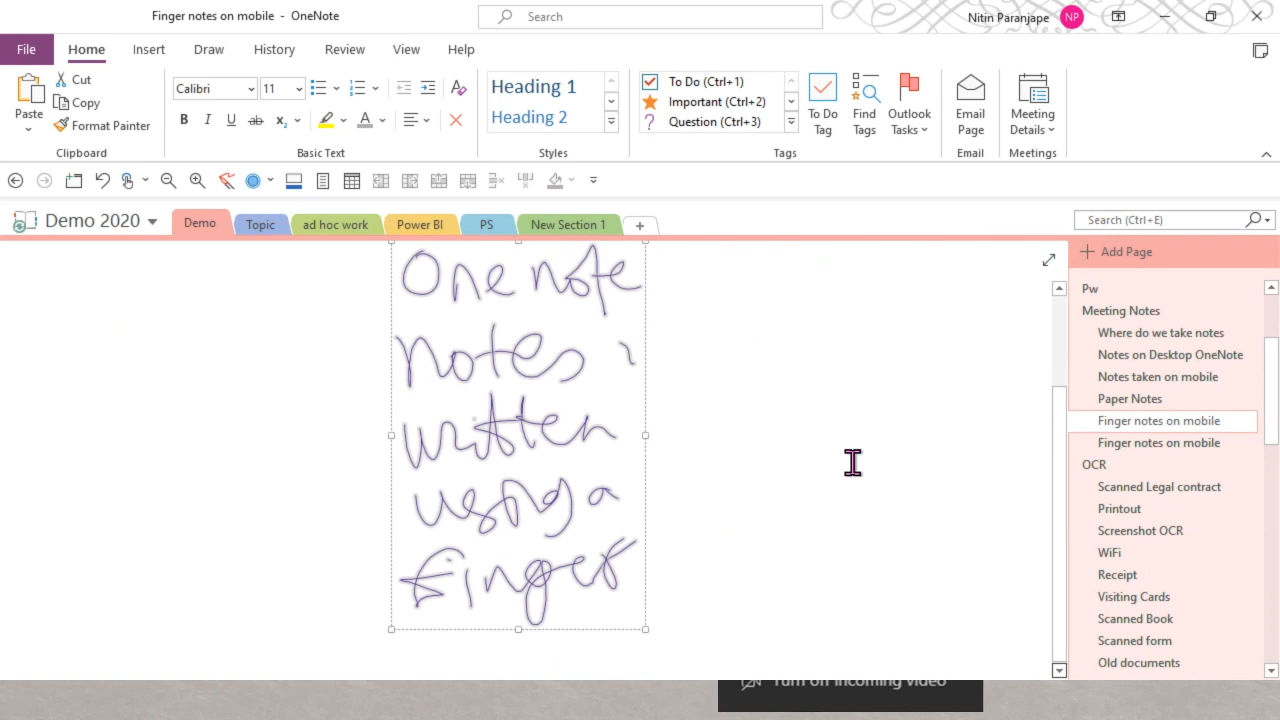 Finger notes on mobile - OneNote
Search
Nitin Paranjape NP
File Home Insert Draw History Review View Help
Paste
Cut
Copy
Format Painter
Clipboard
Calibri 11
B I U ab x
Basic Text
Heading 1
Heading 2
Styles
To Do (Ctrl+1)
Important (Ctrl+2)
Question (Ctrl+3)
To Do Tag
Find Tags
Outlook Tasks
Tags
Email Page
Email
Meeting Details
Meetings
Demo 2020
Demo Topic ad hoc work Power BI PS New Section 1 +
Search (Ctrl+E)
One note
notes
written
using a
finger
Add Page
Pw
Meeting Notes
Where do we take notes
Notes on Desktop OneNote
Notes taken on mobile
Paper Notes
Finger notes on mobile
Finger notes on mobile
OCR
Scanned Legal contract
Printout
Screenshot OCR
WiFi
Receipt
Visiting Cards
Scanned Book
Scanned form
Old documents
Turn on incoming video